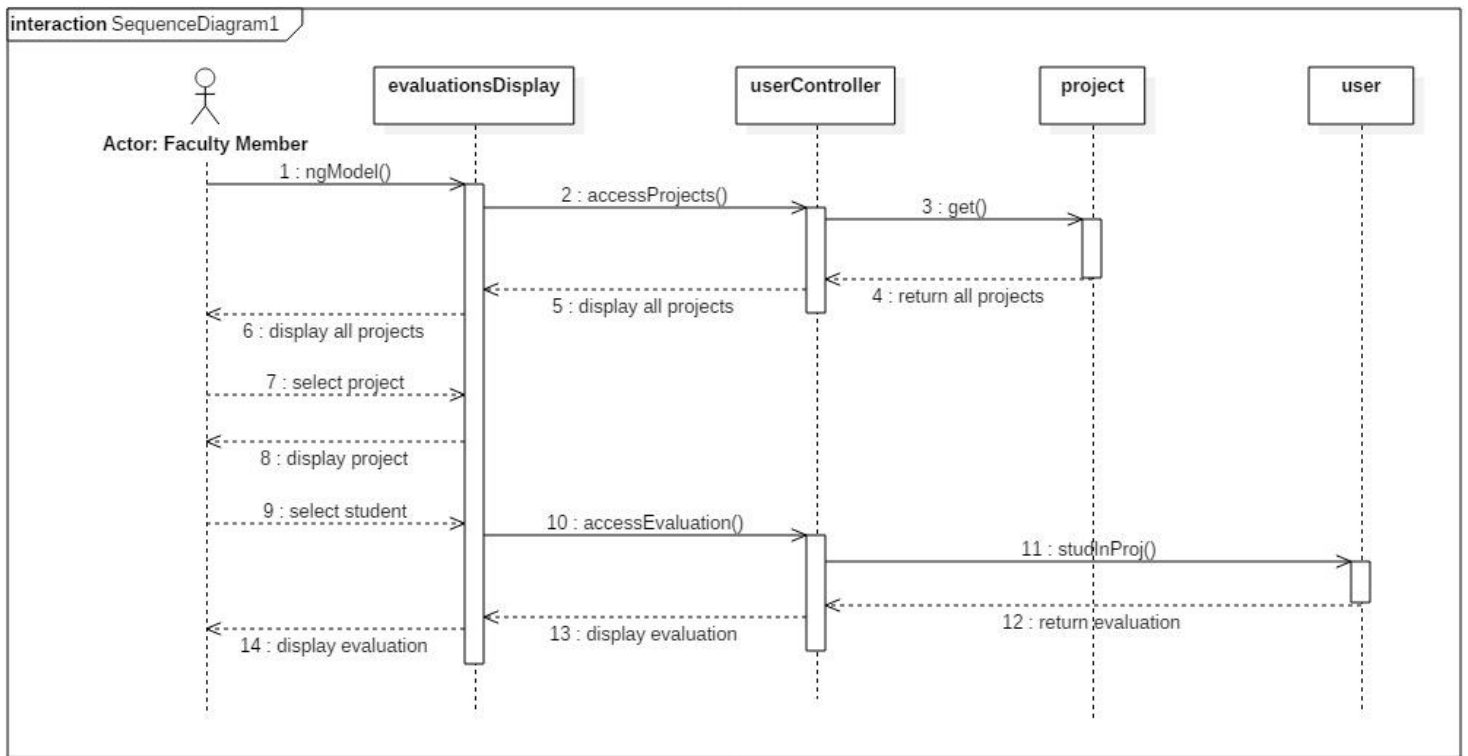 interaction SequenceDiagram1
evaluationsDisplay
userController
project
user
Actor: Faculty Member
1 : ngModel()
2 : accessProjects()
3 : get()
4 : return all projects
5 : display all projects
6 : display all projects
7 : select project
8 : display project
9 : select student
10 : accessEvaluation()
11 : studInProj()
12 : return evaluation
13 : display evaluation
14 : display evaluation